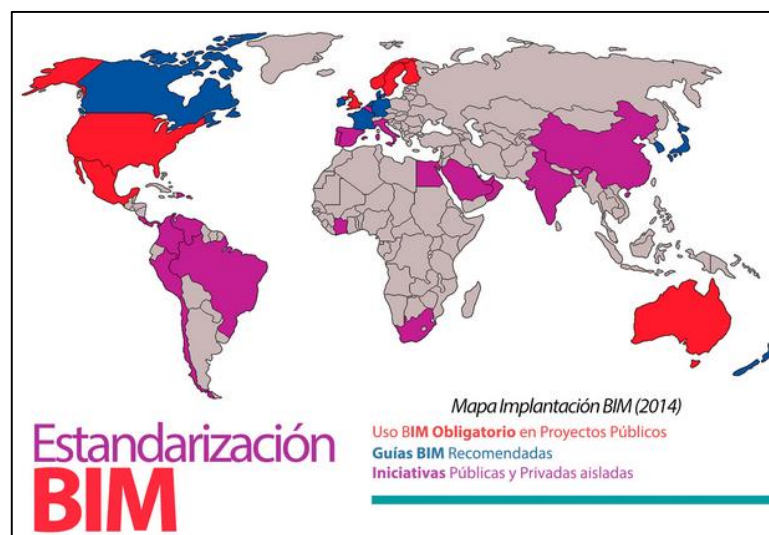 Mapa Implantación BIM (2014)
Uso BIM Obligatorio en Proyectos Públicos
Guías BIM Recomendadas
Iniciativas Públicas y Privadas aisladas
Estandarización
BIM